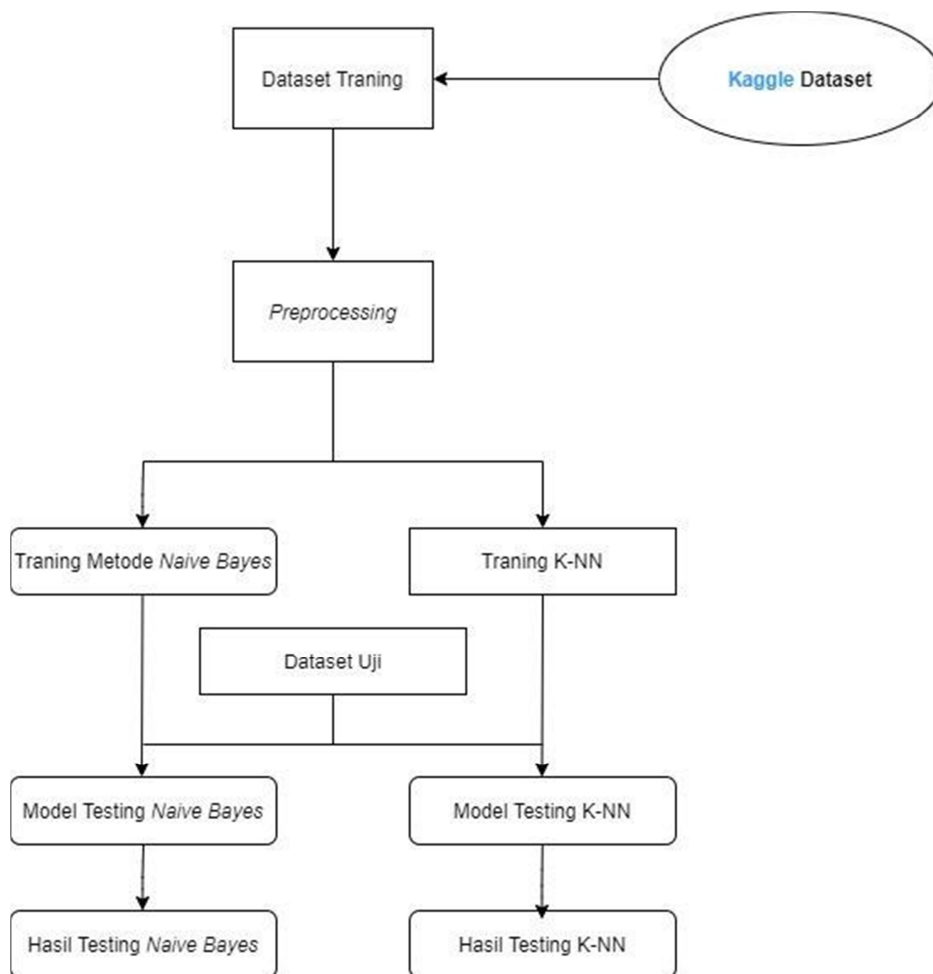 Dataset Traning
Kaggle Dataset
Preprocessing
Traning Metode Naive Bayes
Traning K-NN
Dataset Uji
Model Testing Naive Bayes
Model Testing K-NN
Hasil Testing Naive Bayes
Hasil Testing K-NN